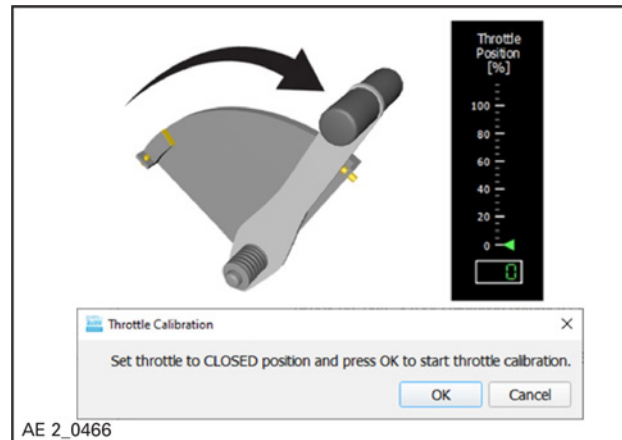 Throttle
Position
[%]
100
80
60
40
20
0
0
Throttle Calibration
Set throttle to CLOSED position and press OK to start throttle calibration.
OK Cancel
AE 2_0466